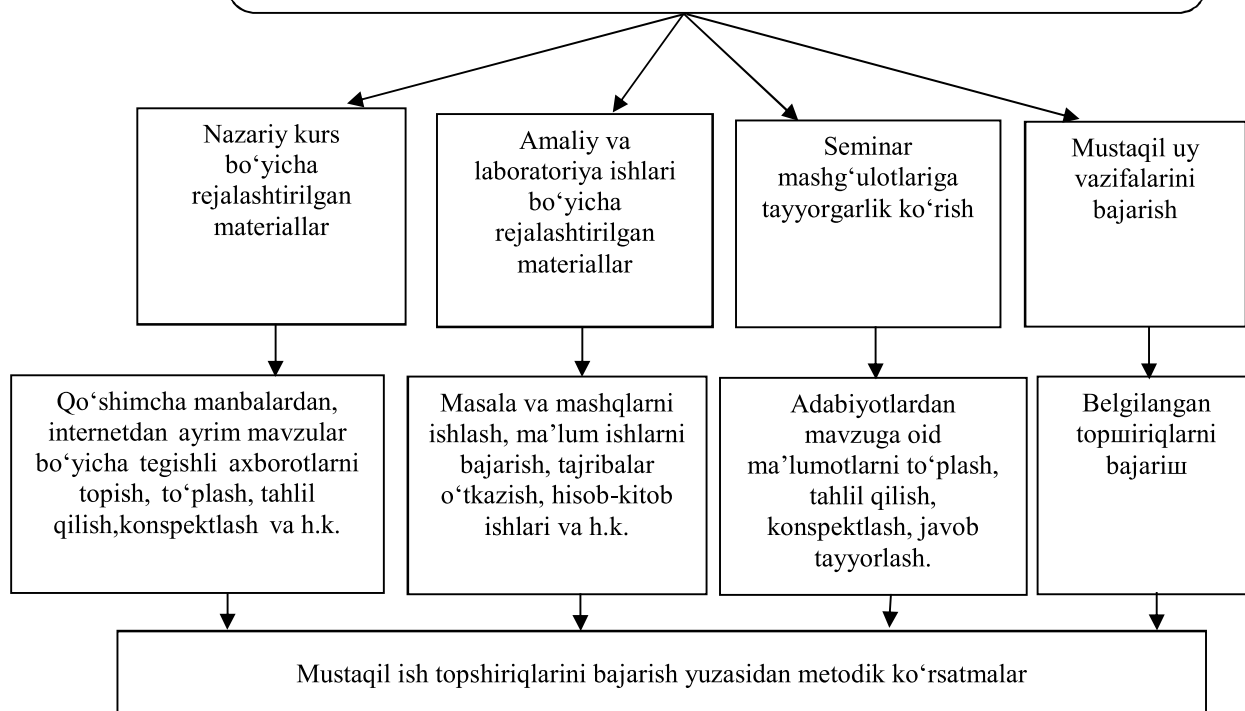 Nazariy kurs
bo‘yicha
rejalashtirilgan
materiallar
Amaliy va
laboratoriya ishlari
bo‘yicha
rejalashtirilgan
materiallar
Seminar
mashg‘ulotlariga
tayyorgarlik ko‘rish
Mustaqil uy
vazifalarini
bajarish
Qo‘shimcha manbalardan,
internetdan ayrim mavzular
bo‘yicha tegishli axborotlarni
topish, to‘plash, tahlil
qilish,konspektlash va h.k.
Masala va mashqlarni
ishlash, ma’lum ishlarni
bajarish, tajribalar
o‘tkazish, hisob-kitob
ishlari va h.k.
Adabiyotlardan
mavzuga oid
ma’lumotlarni to‘plash,
tahlil qilish,
konspektlash, javob
tayyorlash.
Belgilangan
topшiriqlarni
bajariш
Mustaqil ish topshiriqlarini bajarish yuzasidan metodik ko‘rsatmalar